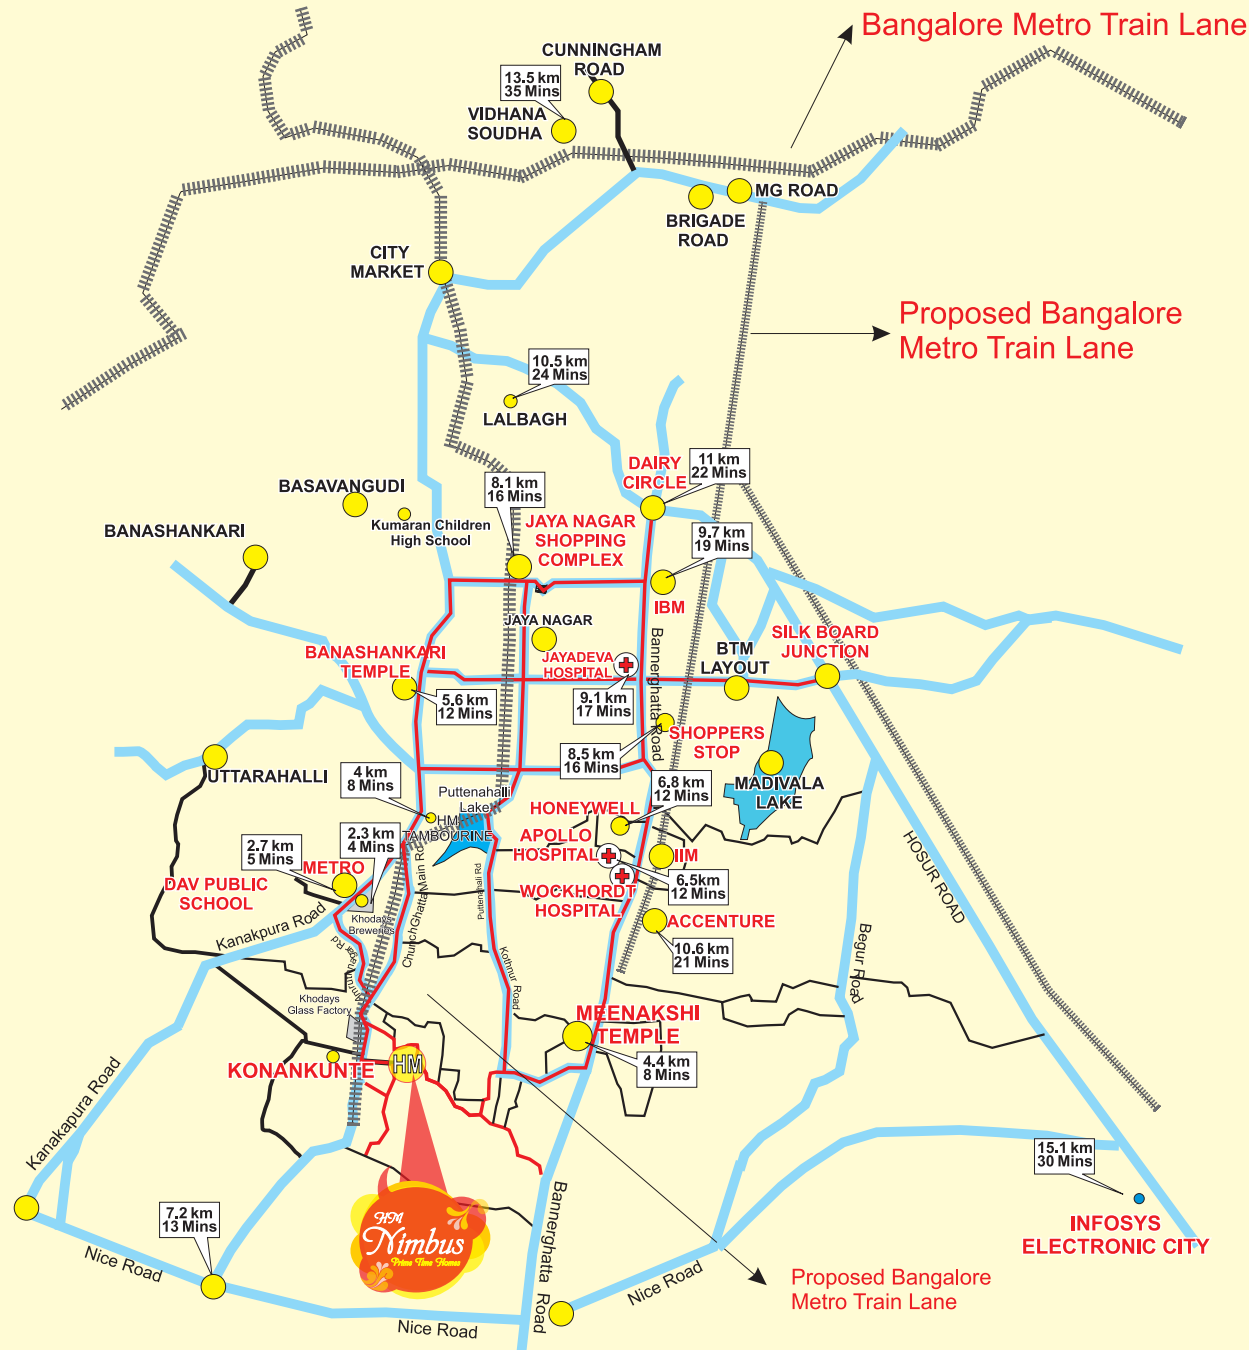 Bangalore Metro Train Lane
CUNNINGHAM
ROAD
13.5 km
35 Mins
VIDHANA
SOUDHA
MG ROAD
BRIGADE
ROAD
CITY
MARKET
Proposed Bangalore
Metro Train Lane
10.5 km
24 Mins
LALBAGH
DAIRY
CIRCLE
11 km
22 Mins
BASAVANGUDI
8.1 km
16 Mins
Kumaran Children
High School
JAYA NAGAR
SHOPPING
COMPLEX
BANASHANKARI
9.7 km
19 Mins
IBM
JAYA NAGAR
BANASHANKARI
TEMPLE
JAYADEVA
HOSPITAL
Bannerghatta Road
BTM
LAYOUT
SILK BOARD
JUNCTION
5.6 km
12 Mins
9.1 km
17 Mins
SHOPPERS
STOP
8.5 km
16 Mins
UTTARAHALLI
4 km
8 Mins
Puttenahalli
Lake
HM
TAMBOURINE
HONEYWELL
6.8 km
12 Mins
MADIVALA
LAKE
2.7 km
5 Mins
2.3 km
4 Mins
METRO
DAV PUBLIC
SCHOOL
APOLLO
HOSPITAL
IIM
6.5km
12 Mins
WOCKHORDT
HOSPITAL
HOSUR ROAD
Kanakpura Road
Khodays
Breweries
ChunchGhattaMain Rd
Puttenahali Rd
ACCENTURE
10.6 km
21 Mins
Begur Road
Kothnur Road
Khodays
Glass Factory
MEENAKSHI
TEMPLE
4.4 km
8 Mins
KONANKUNTE
HM
Kanakapura Road
15.1 km
30 Mins
INFOSYS
ELECTRONIC CITY
7.2 km
13 Mins
HM
Nimbus
Prime Time Homes
Bannerghatta Road
Nice Road
Nice Road
Nice Road
Proposed Bangalore
Metro Train Lane